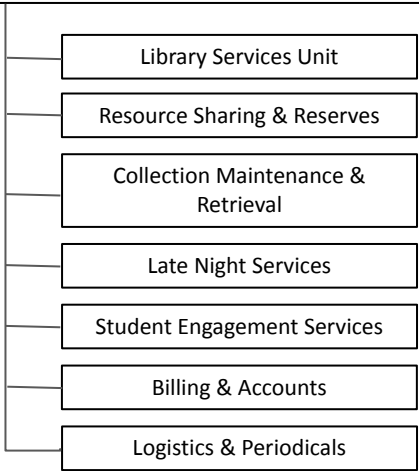 Library Services Unit
Resource Sharing & Reserves
Collection Maintenance &
Retrieval
Late Night Services
Student Engagement Services
Billing & Accounts
Logistics & Periodicals